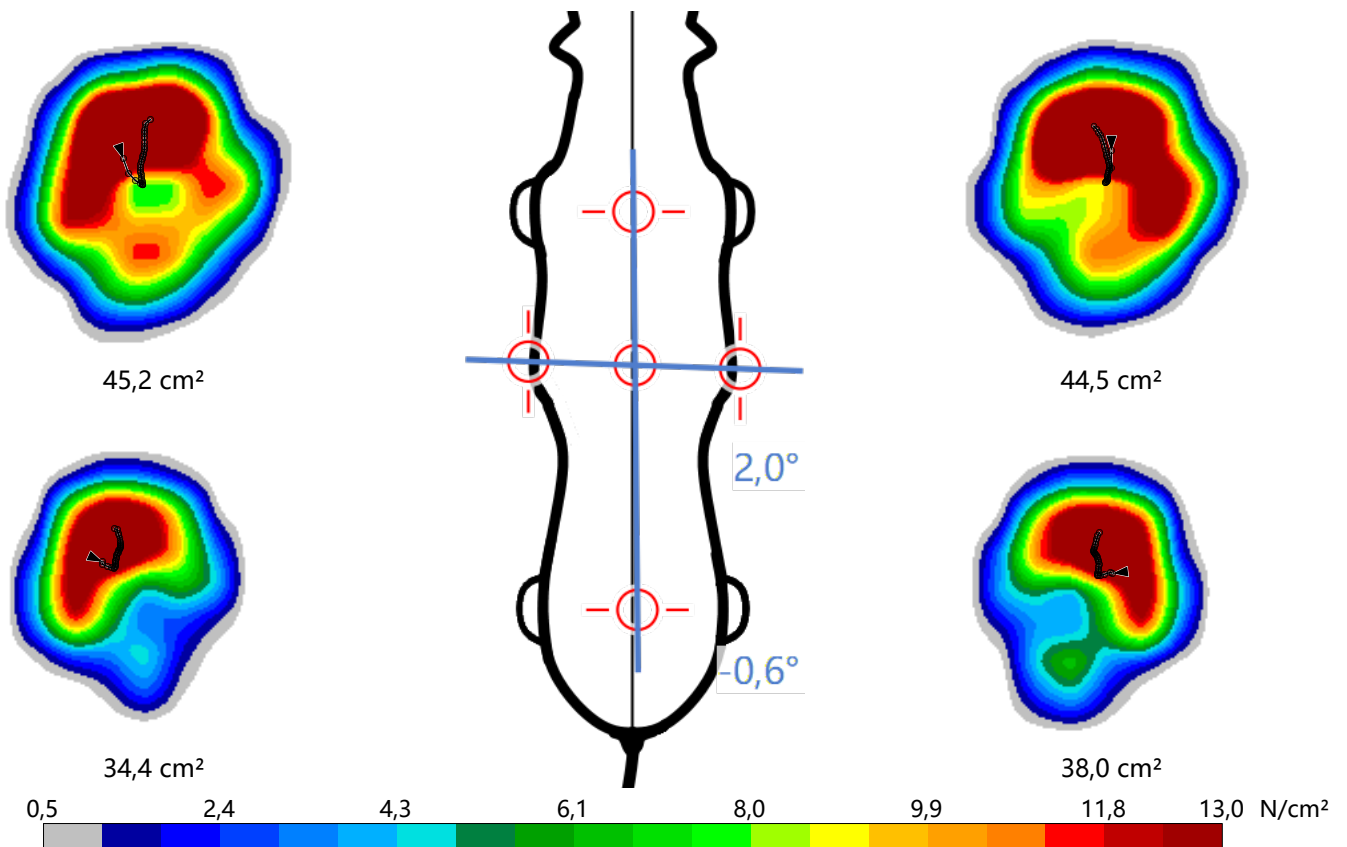 45,2 cm²
44,5 cm²
2,0°
-0,6°
34,4 cm²
38,0 cm²
0,5 2,4 4,3 6,1 8,0 9,9 11,8 13,0 N/cm²